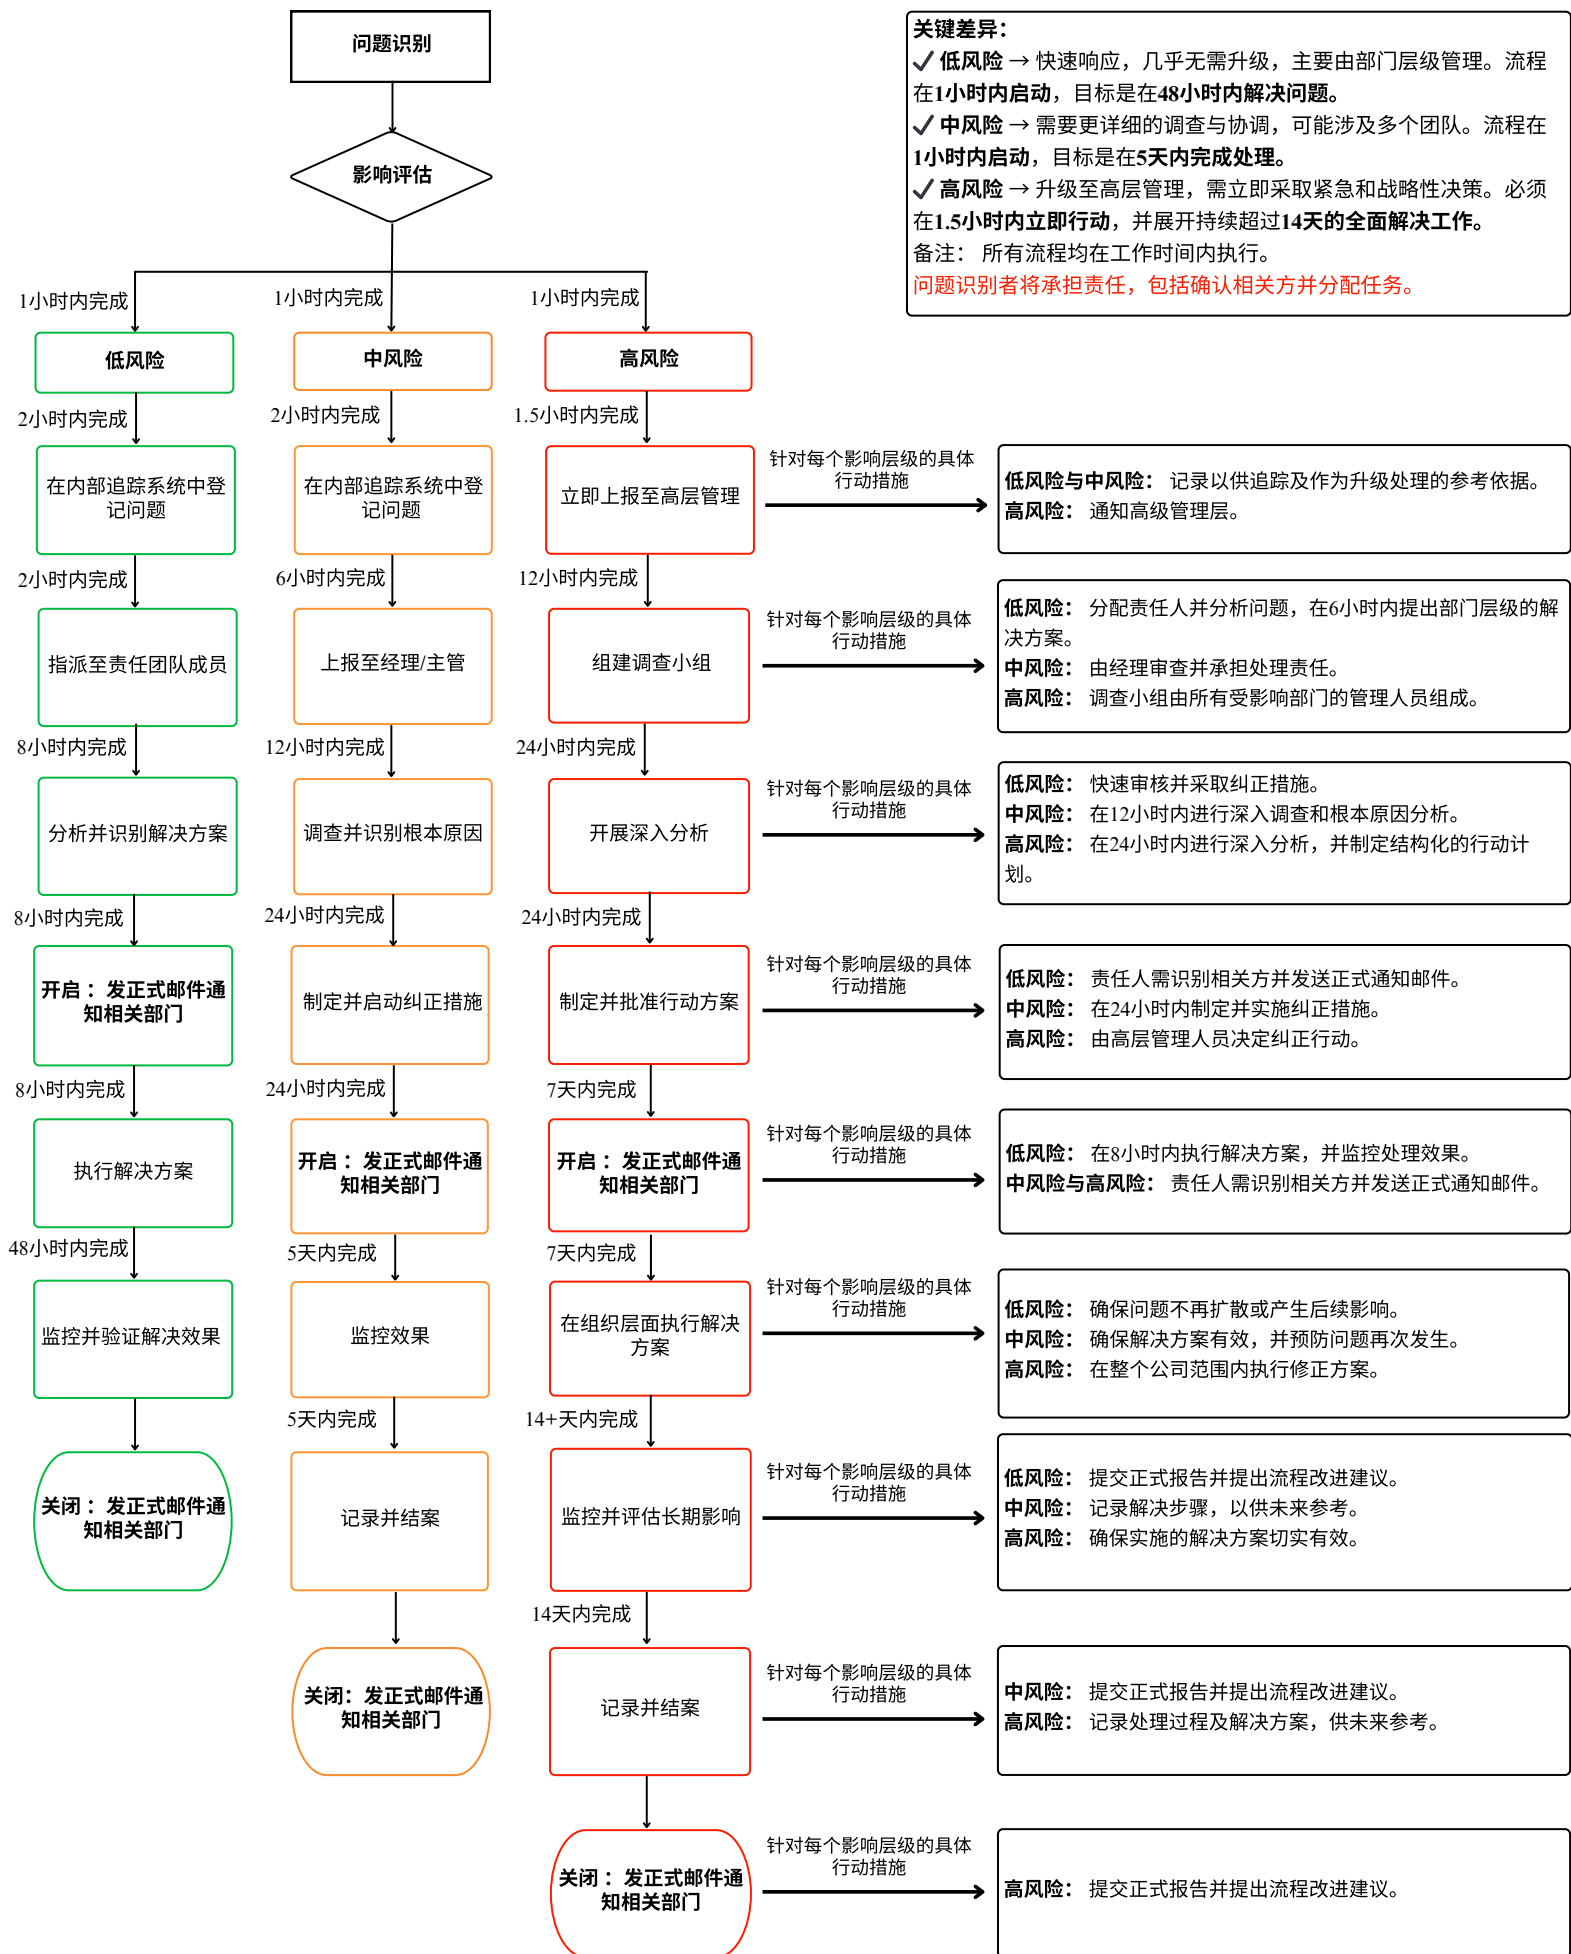 问题识别
影响评估
关键差异：
✓ 低风险 → 快速响应，几乎无需升级，主要由部门层级管理。流程
在1小时内启动，目标是在48小时内解决问题。
✓ 中风险 → 需要更详细的调查与协调，可能涉及多个团队。流程在
1小时内启动，目标是在5天内完成处理。
✓ 高风险 → 升级至高层管理，需立即采取紧急和战略性决策。必须
在1.5小时内立即行动，并展开持续超过14天的全面解决工作。
备注： 所有流程均在工作时间内执行。
问题识别者将承担责任，包括确认相关方并分配任务。
1小时内完成
1小时内完成
1小时内完成
低风险
中风险
高风险
2小时内完成
2小时内完成
1.5小时内完成
在内部追踪系统中登
记问题
在内部追踪系统中登
记问题
立即上报至高层管理
针对每个影响层级的具体
行动措施
低风险与中风险： 记录以供追踪及作为升级处理的参考依据。
高风险： 通知高级管理层。
2小时内完成
6小时内完成
12小时内完成
指派至责任团队成员
上报至经理/主管
组建调查小组
针对每个影响层级的具体
行动措施
低风险： 分配责任人并分析问题，在6小时内提出部门层级的解
决方案。
中风险： 由经理审查并承担处理责任。
高风险： 调查小组由所有受影响部门的管理人员组成。
8小时内完成
12小时内完成
24小时内完成
分析并识别解决方案
调查并识别根本原因
开展深入分析
针对每个影响层级的具体
行动措施
低风险： 快速审核并采取纠正措施。
中风险： 在12小时内进行深入调查和根本原因分析。
高风险： 在24小时内进行深入分析，并制定结构化的行动计
划。
8小时内完成
24小时内完成
24小时内完成
开启 ：发正式邮件通
知相关部门
制定并启动纠正措施
制定并批准行动方案
针对每个影响层级的具体
行动措施
低风险： 责任人需识别相关方并发送正式通知邮件。
中风险： 在24小时内制定并实施纠正措施。
高风险： 由高层管理人员决定纠正行动。
8小时内完成
24小时内完成
7天内完成
执行解决方案
开启 ：发正式邮件通
知相关部门
开启 ：发正式邮件通
知相关部门
针对每个影响层级的具体
行动措施
低风险： 在8小时内执行解决方案，并监控处理效果。
中风险与高风险： 责任人需识别相关方并发送正式通知邮件。
48小时内完成
5天内完成
7天内完成
监控并验证解决效果
监控效果
在组织层面执行解决
方案
针对每个影响层级的具体
行动措施
低风险： 确保问题不再扩散或产生后续影响。
中风险： 确保解决方案有效，并预防问题再次发生。
高风险： 在整个公司范围内执行修正方案。
5天内完成
14+天内完成
关闭 ：发正式邮件通
知相关部门
记录并结案
监控并评估长期影响
针对每个影响层级的具体
行动措施
低风险： 提交正式报告并提出流程改进建议。
中风险： 记录解决步骤，以供未来参考。
高风险： 确保实施的解决方案切实有效。
14天内完成
关闭：发正式邮件通
知相关部门
记录并结案
针对每个影响层级的具体
行动措施
中风险： 提交正式报告并提出流程改进建议。
高风险： 记录处理过程及解决方案，供未来参考。
关闭 ：发正式邮件通
知相关部门
针对每个影响层级的具体
行动措施
高风险： 提交正式报告并提出流程改进建议。